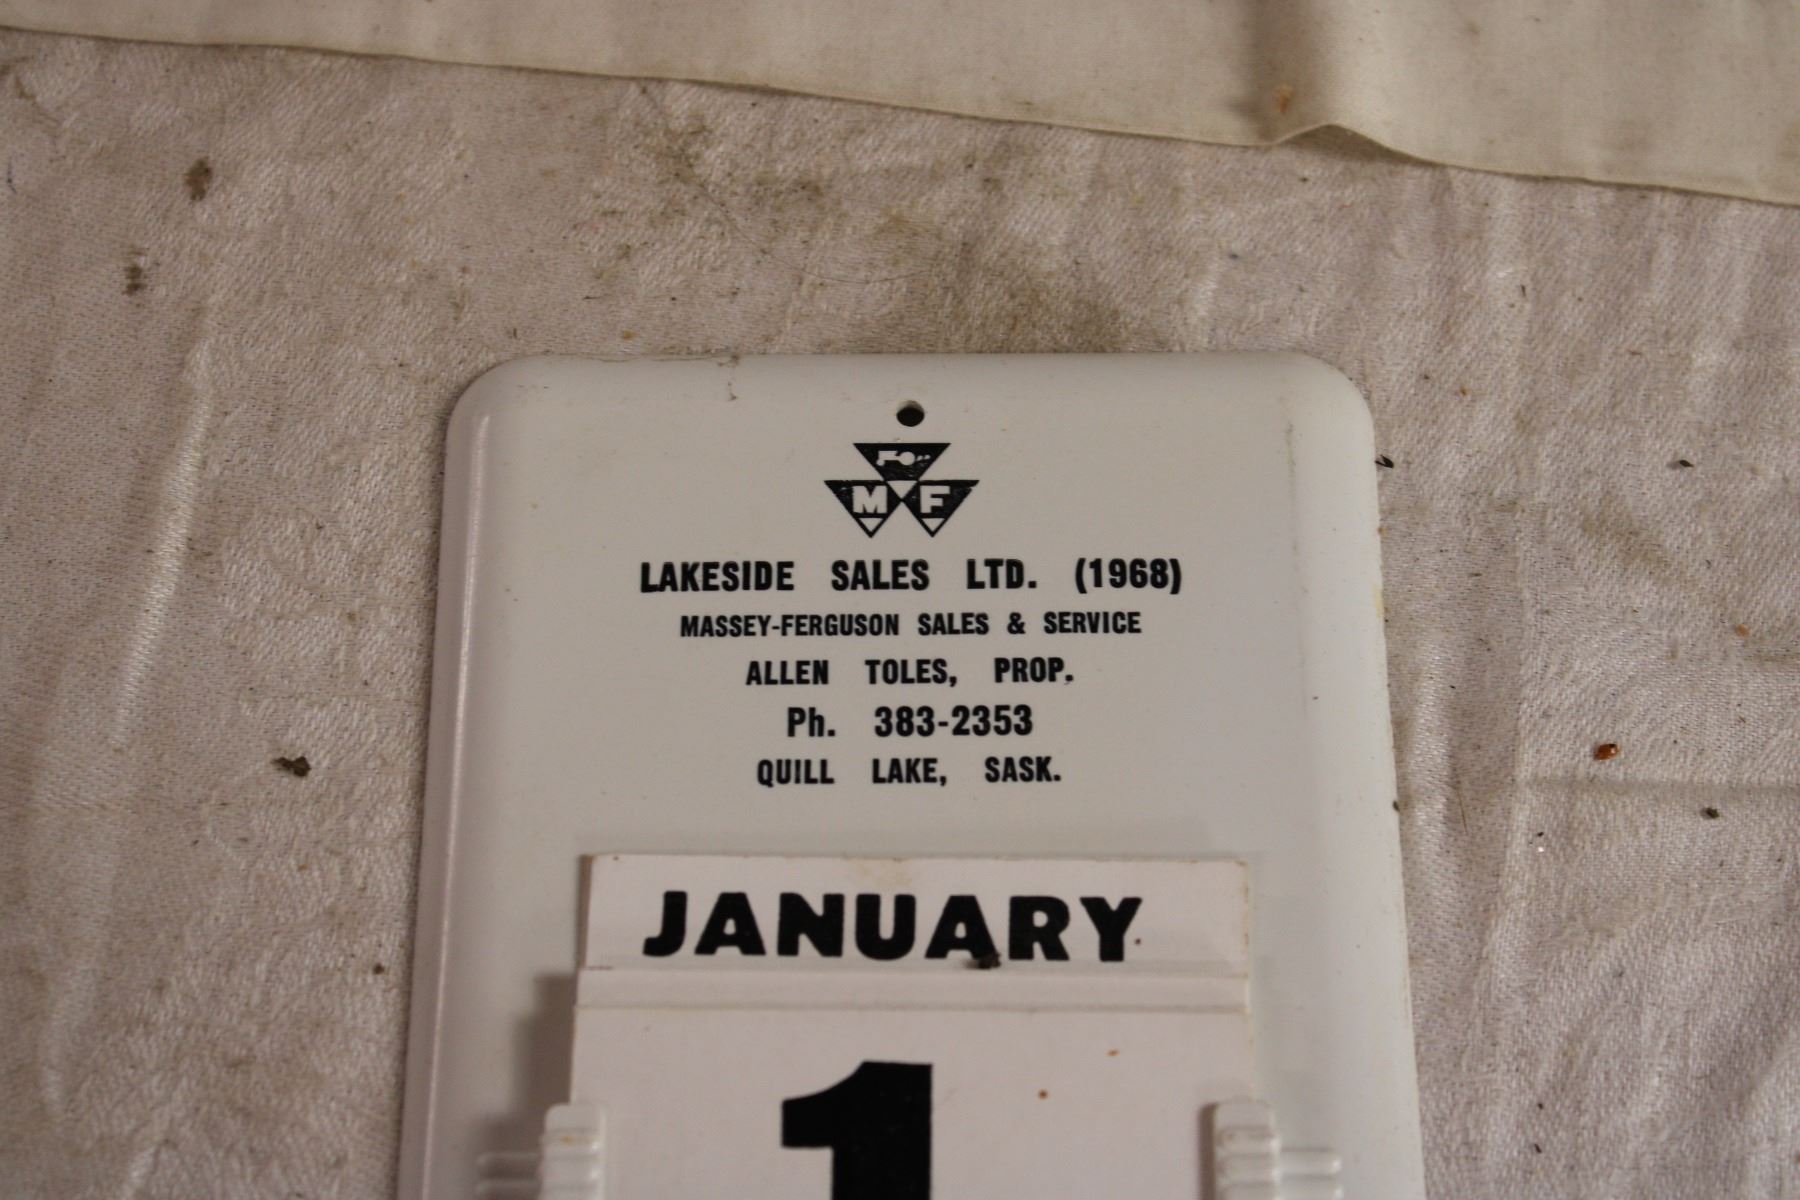 M F
LAKESIDE SALES LTD. (1968)
MASSEY-FERGUSON SALES & SERVICE
ALLEN TOLES, PROP.
Ph. 383-2353
QUILL LAKE, SASK.
JANUARY
1